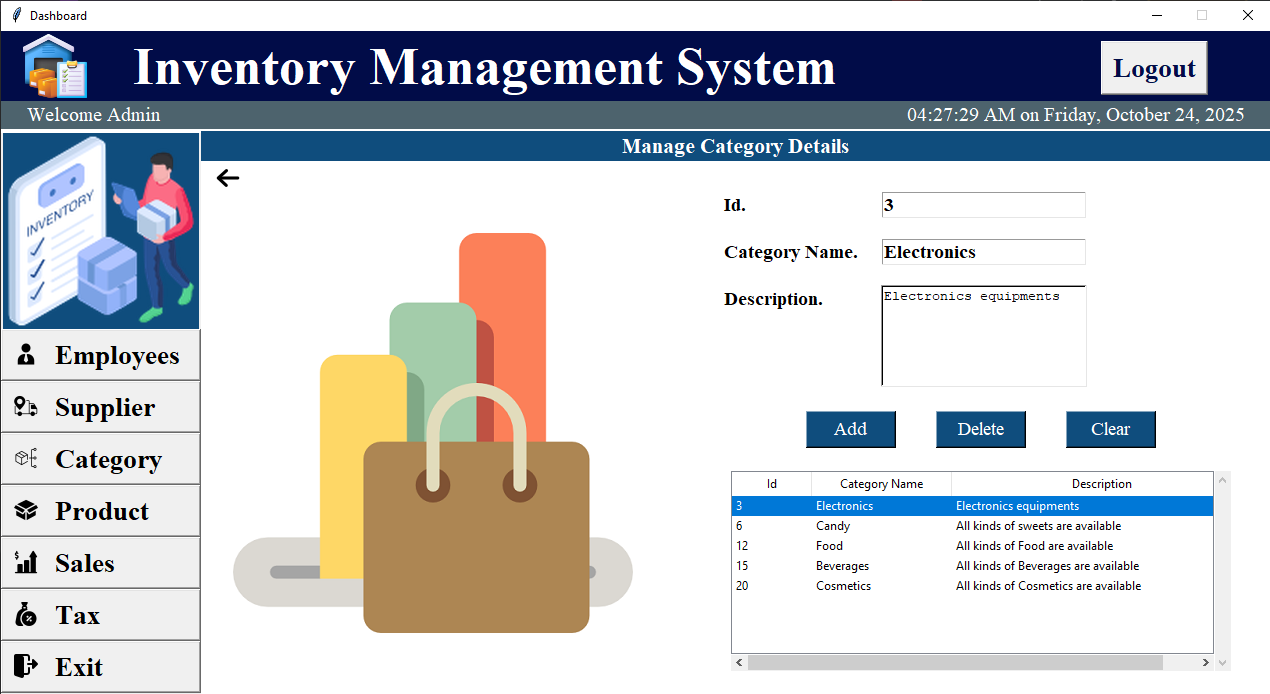 Dashboard
Inventory Management System
Logout
Welcome Admin
04:27:29 AM on Friday, October 24, 2025
INVENTORY
Manage Category Details
Id.
3
Category Name.
Electronics
Description.
Electronics equipments
Add
Delete
Clear
Id Category Name Description
3 Electronics Electronics equipments
6 Candy All kinds of sweets are available
12 Food All kinds of Food are available
15 Beverages All kinds of Beverages are available
20 Cosmetics All kinds of Cosmetics are available
Employees
Supplier
Category
Product
Sales
Tax
Exit